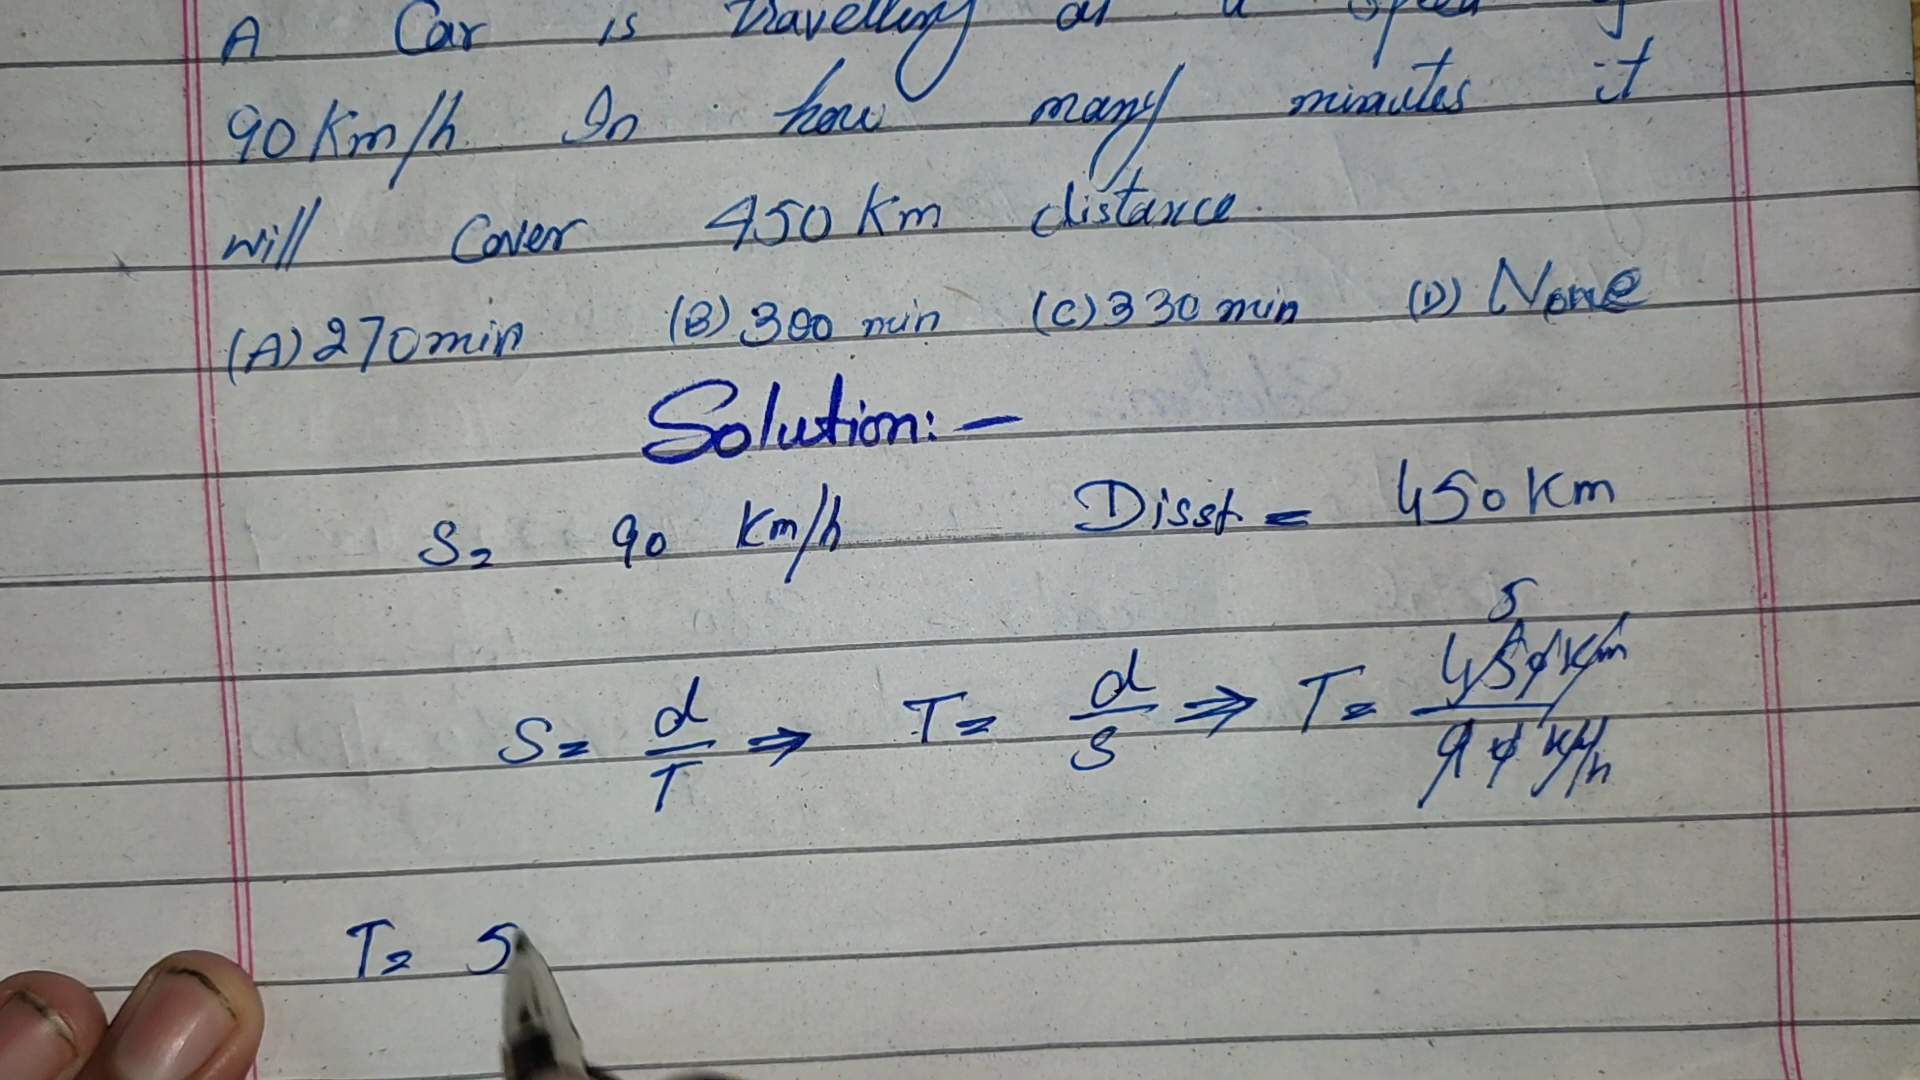 A Car is Travelling at a speed of
90 Km/h. In how many minutes it
will Cover 450 Km distance.
(A) 270 min (B) 300 min (C) 330 min (D) None
Solution:-
S = 90 Km/h Disst = 450 Km
S = d/T ⇒ T = d/S ⇒ T = 450 Km / 90 Km/h 5
T = 5